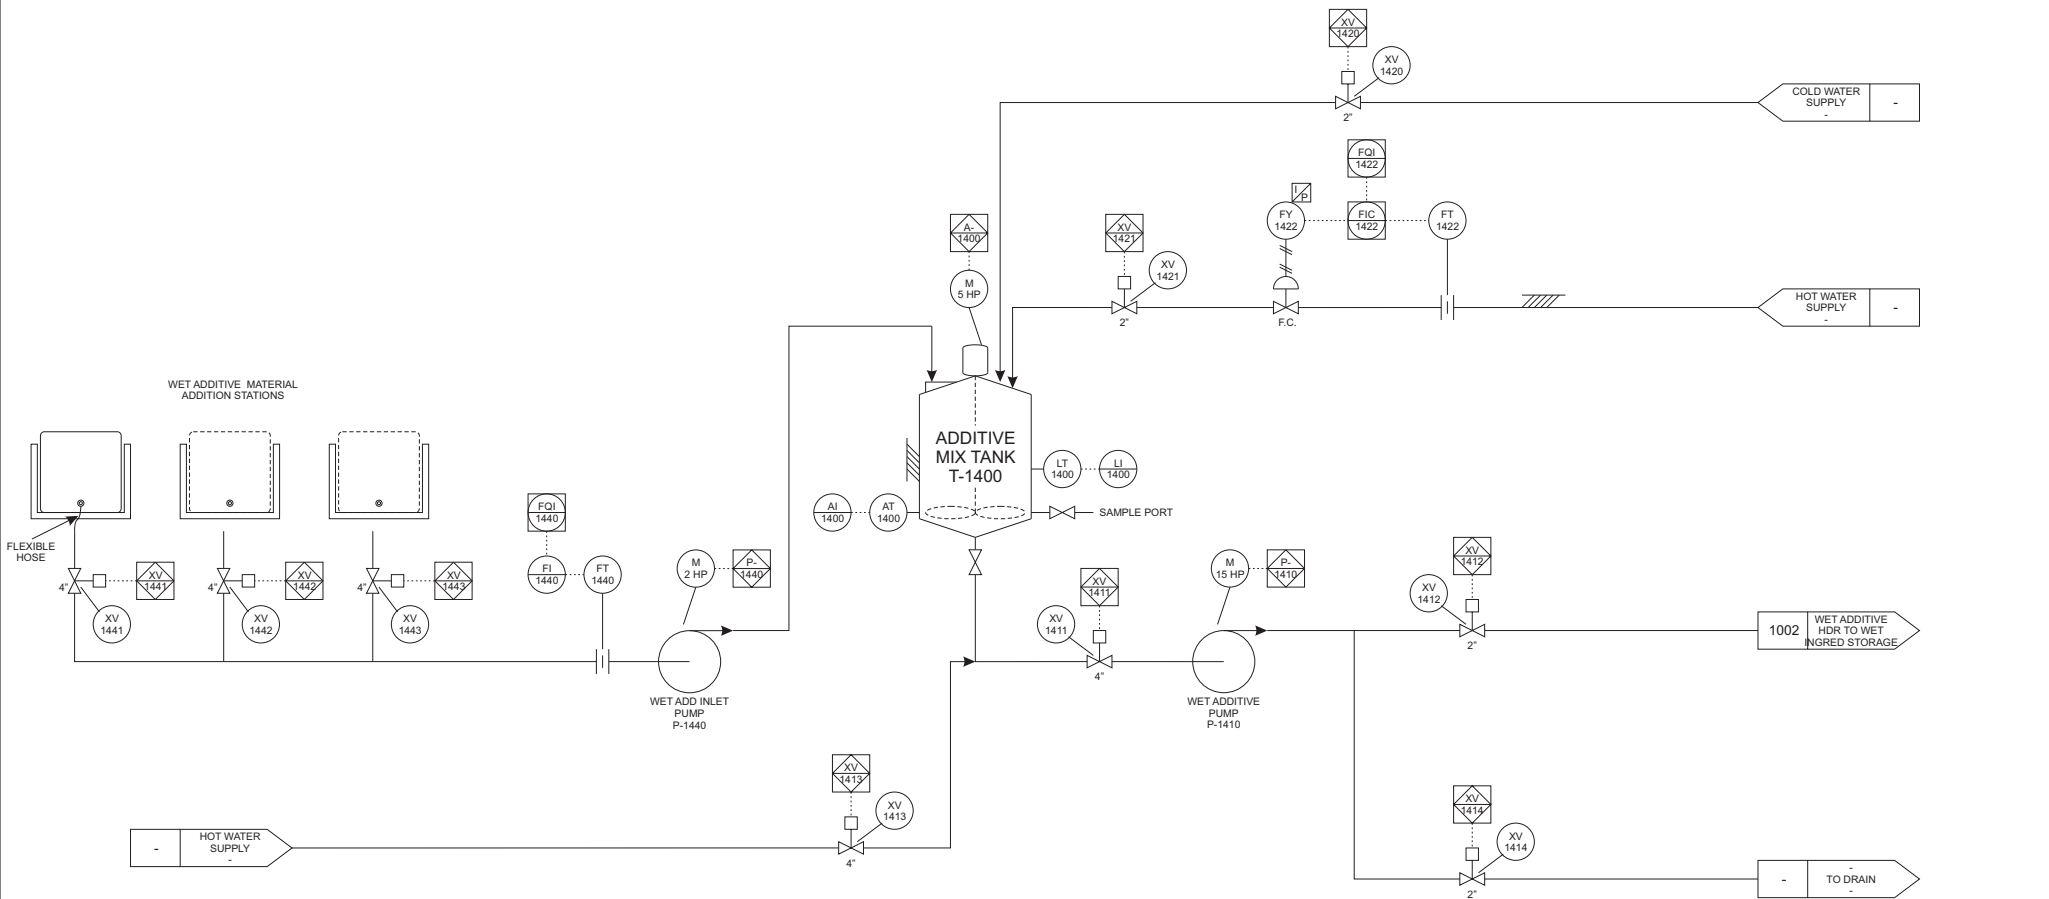 XV
1420
XV
1420
2"
COLD WATER
SUPPLY
-
-
FQI
1422
I
P
FY
1422
FIC
1422
FT
1422
A-
1400
M
5 HP
XV
1421
XV
1421
2"
F.C.
HOT WATER
SUPPLY
-
-
WET ADDITIVE MATERIAL
ADDITION STATIONS
ADDITIVE
MIX TANK
T-1400
LT
1400
LI
1400
AI
1400
AT
1400
SAMPLE PORT
FLEXIBLE
HOSE
4"
XV
1441
XV
1441
4"
XV
1442
XV
1442
4"
XV
1443
XV
1443
FQI
1440
FI
1440
FT
1440
M
2 HP
P-
1440
WET ADD INLET
PUMP
P-1440
XV
1411
XV
1411
4"
M
15 HP
P-
1410
WET ADDITIVE
PUMP
P-1410
XV
1412
XV
1412
2"
1002
WET ADDITIVE
HDR TO WET
INGRED STORAGE
-
HOT WATER
SUPPLY
-
XV
1413
XV
1413
4"
XV
1414
XV
1414
2"
-
-
TO DRAIN
-